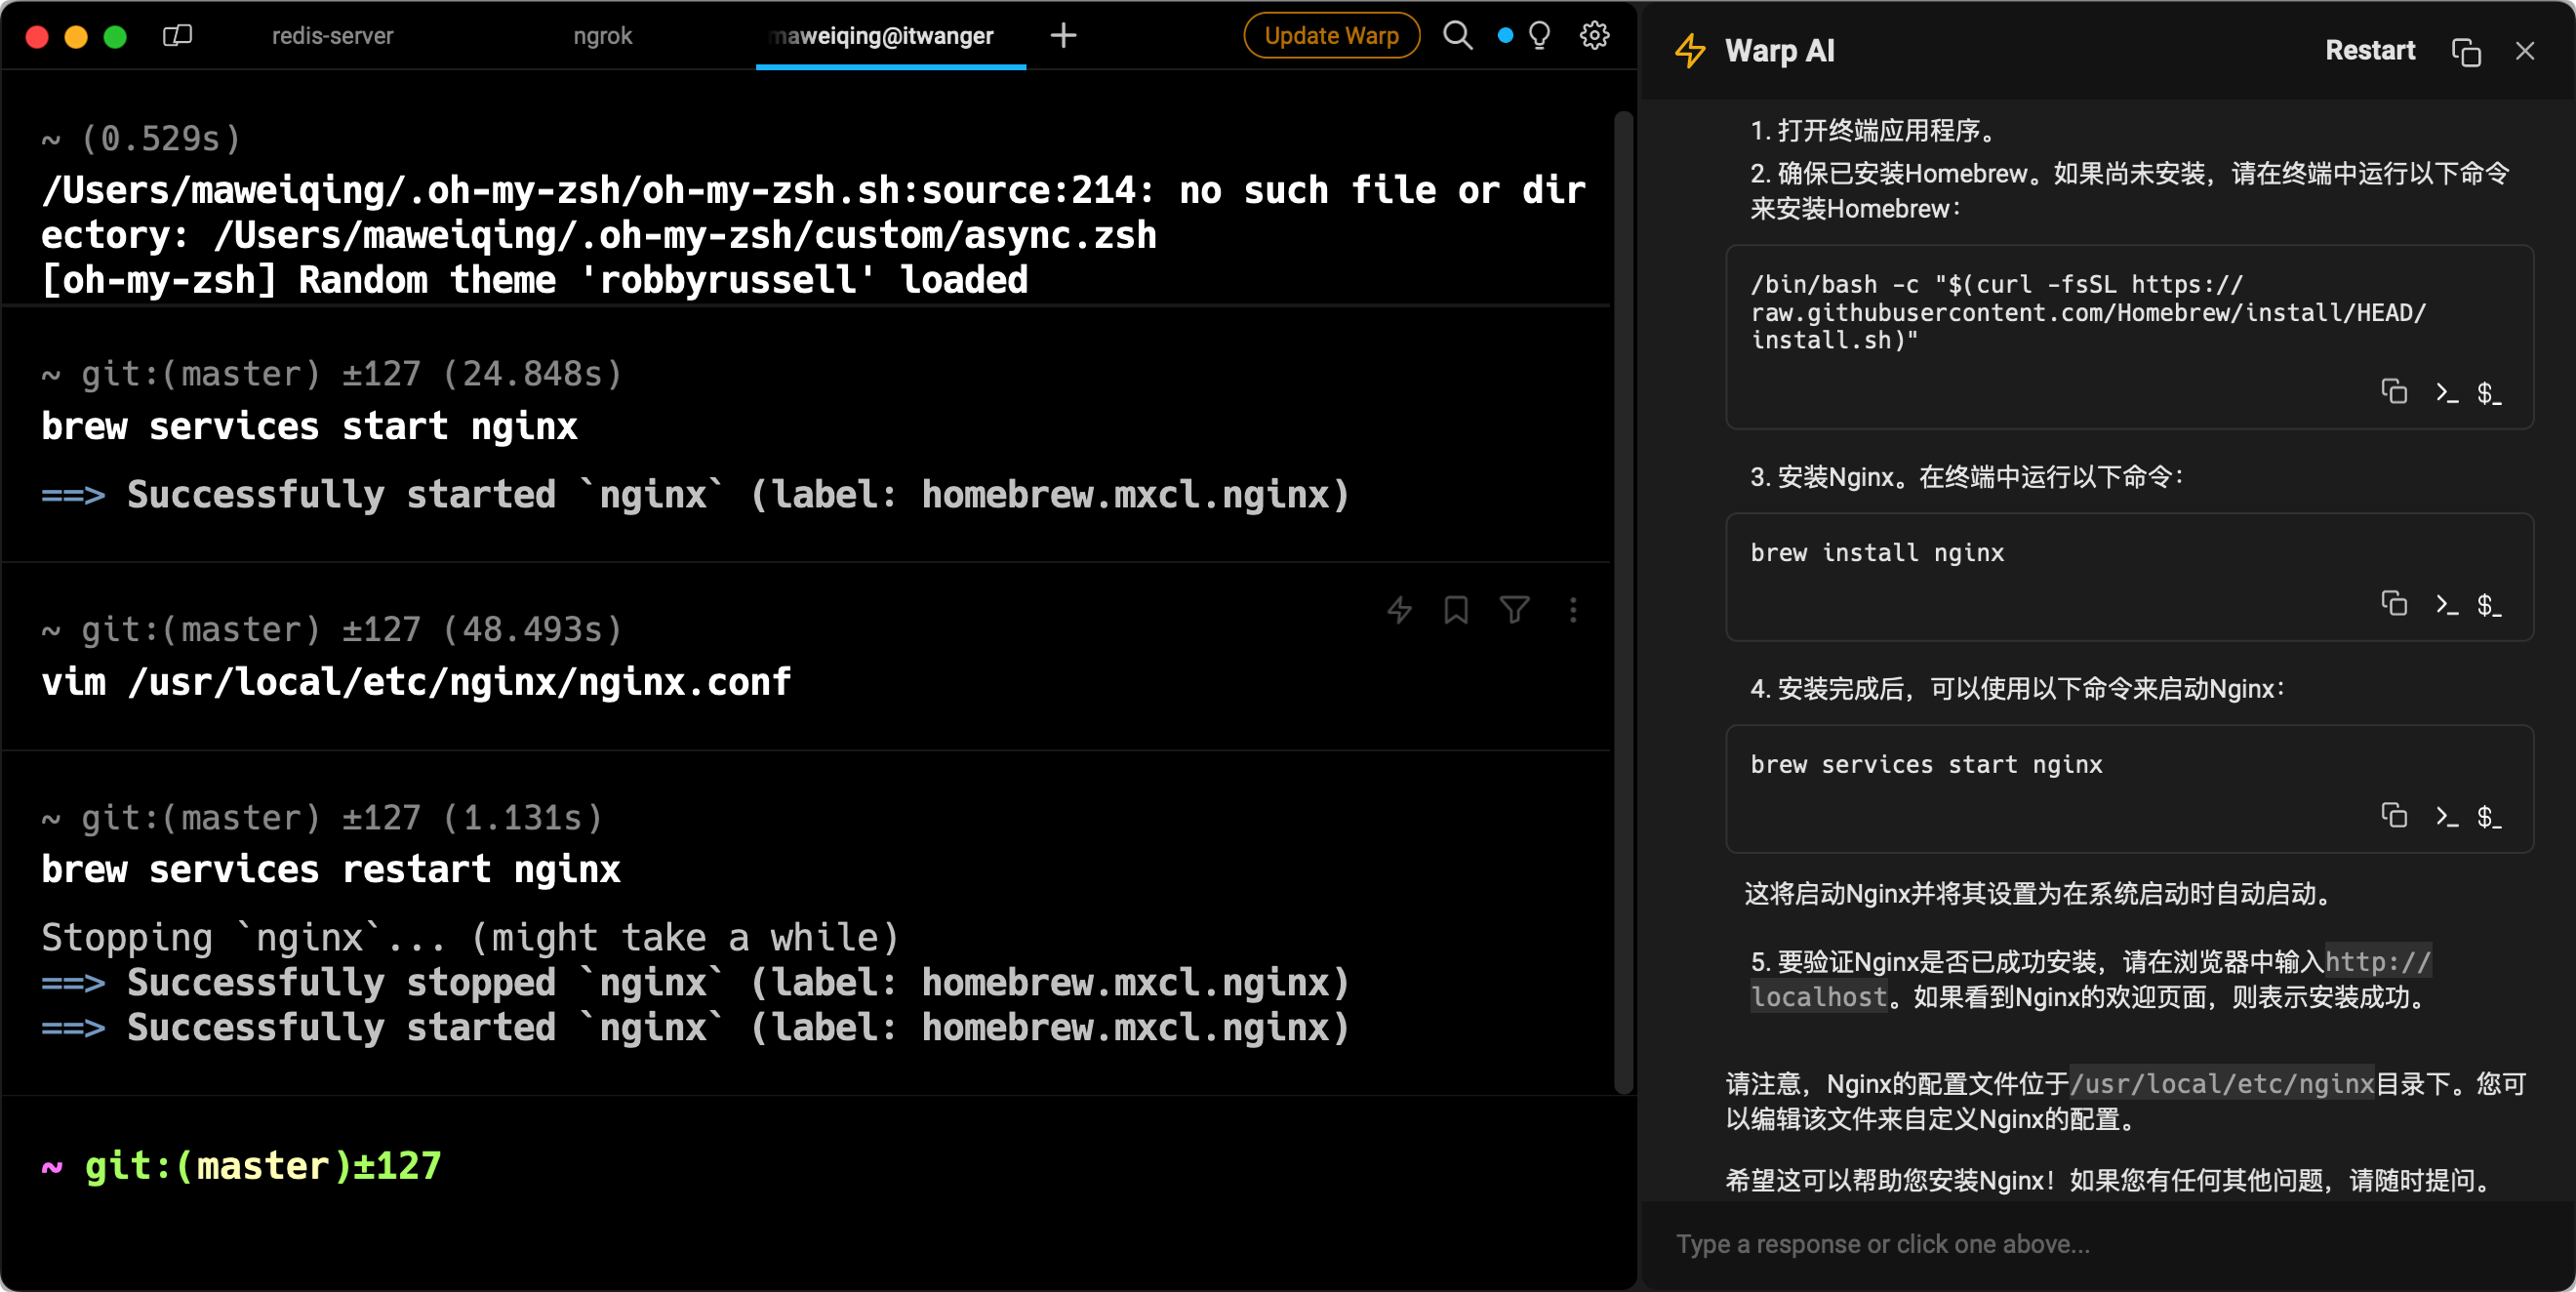 redis-server
ngrok
maweiqing@itwanger
Update Warp
~ (0.529s)
/Users/maweiqing/.oh-my-zsh/oh-my-zsh.sh:source:214: no such file or dir
ectory: /Users/maweiqing/.oh-my-zsh/custom/async.zsh
[oh-my-zsh] Random theme 'robbyrussell' loaded
~ git:(master) ±127 (24.848s)
brew services start nginx
==> Successfully started `nginx` (label: homebrew.mxcl.nginx)
~ git:(master) ±127 (48.493s)
vim /usr/local/etc/nginx/nginx.conf
~ git:(master) ±127 (1.131s)
brew services restart nginx
Stopping `nginx`... (might take a while)
==> Successfully stopped `nginx` (label: homebrew.mxcl.nginx)
==> Successfully started `nginx` (label: homebrew.mxcl.nginx)
~ git:(master)±127
Warp AI
Restart
1. 打开终端应用程序。
2. 确保已安装Homebrew。如果尚未安装，请在终端中运行以下命令
来安装Homebrew：
/bin/bash -c "$(curl -fsSL https://
raw.githubusercontent.com/Homebrew/install/HEAD/
install.sh)"
>_ $_
3. 安装Nginx。在终端中运行以下命令：
brew install nginx
>_ $_
4. 安装完成后，可以使用以下命令来启动Nginx：
brew services start nginx
>_ $_
这将启动Nginx并将其设置为在系统启动时自动启动。
5. 要验证Nginx是否已成功安装，请在浏览器中输入http://
localhost。如果看到Nginx的欢迎页面，则表示安装成功。
请注意，Nginx的配置文件位于/usr/local/etc/nginx目录下。您可
以编辑该文件来自定义Nginx的配置。
希望这可以帮助您安装Nginx！如果您有任何其他问题，请随时提问。
Type a response or click one above...